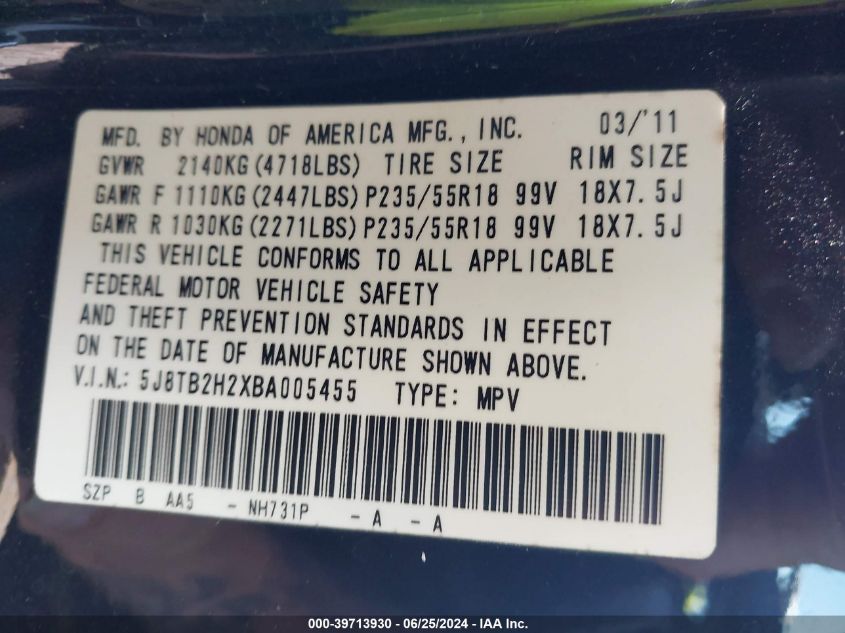 MFD. BY HONDA OF AMERICA MFG., INC. 03/'11
GVWR 2140KG(4718LBS) TIRE SIZE RIM SIZE
GAWR F 1110KG(2447LBS) P235/55R18 99V 18X7.5J
GAWR R 1030KG(2271LBS) P235/55R18 99V 18X7.5J
THIS VEHICLE CONFORMS TO ALL APPLICABLE
FEDERAL MOTOR VEHICLE SAFETY
AND THEFT PREVENTION STANDARDS IN EFFECT
ON THE DATE OF MANUFACTURE SHOWN ABOVE.
V.I.N.: 5J8TB2H2XBA005455 TYPE: MPV
SZP B AA5 - NH731P - A - A
000-39713930 - 06/25/2024 - IAA Inc.